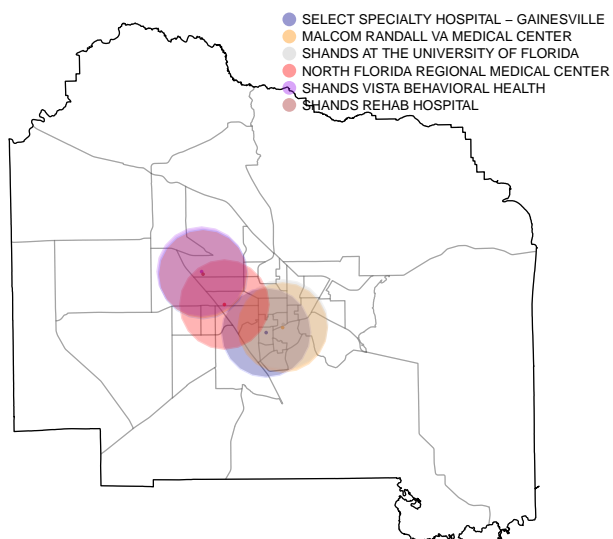 SELECT SPECIALTY HOSPITAL – GAINESVILLE
MALCOM RANDALL VA MEDICAL CENTER
SHANDS AT THE UNIVERSITY OF FLORIDA
NORTH FLORIDA REGIONAL MEDICAL CENTER
SHANDS VISTA BEHAVIORAL HEALTH
SHANDS REHAB HOSPITAL